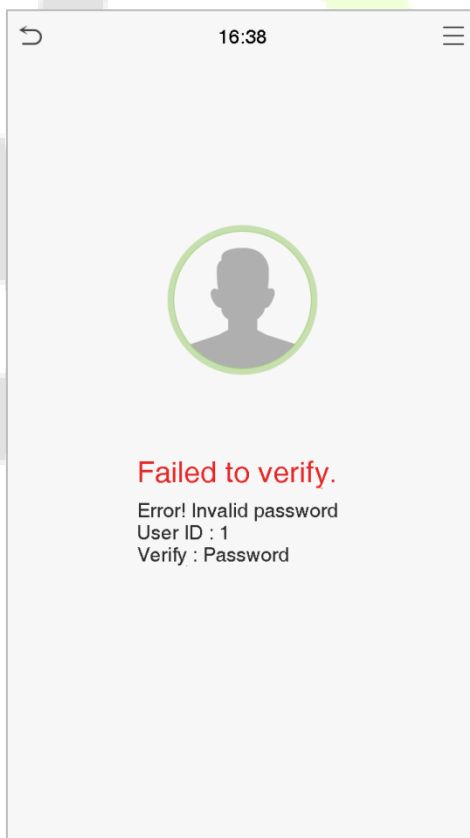 16:38
Failed to verify.
Error! Invalid password
User ID : 1
Verify : Password